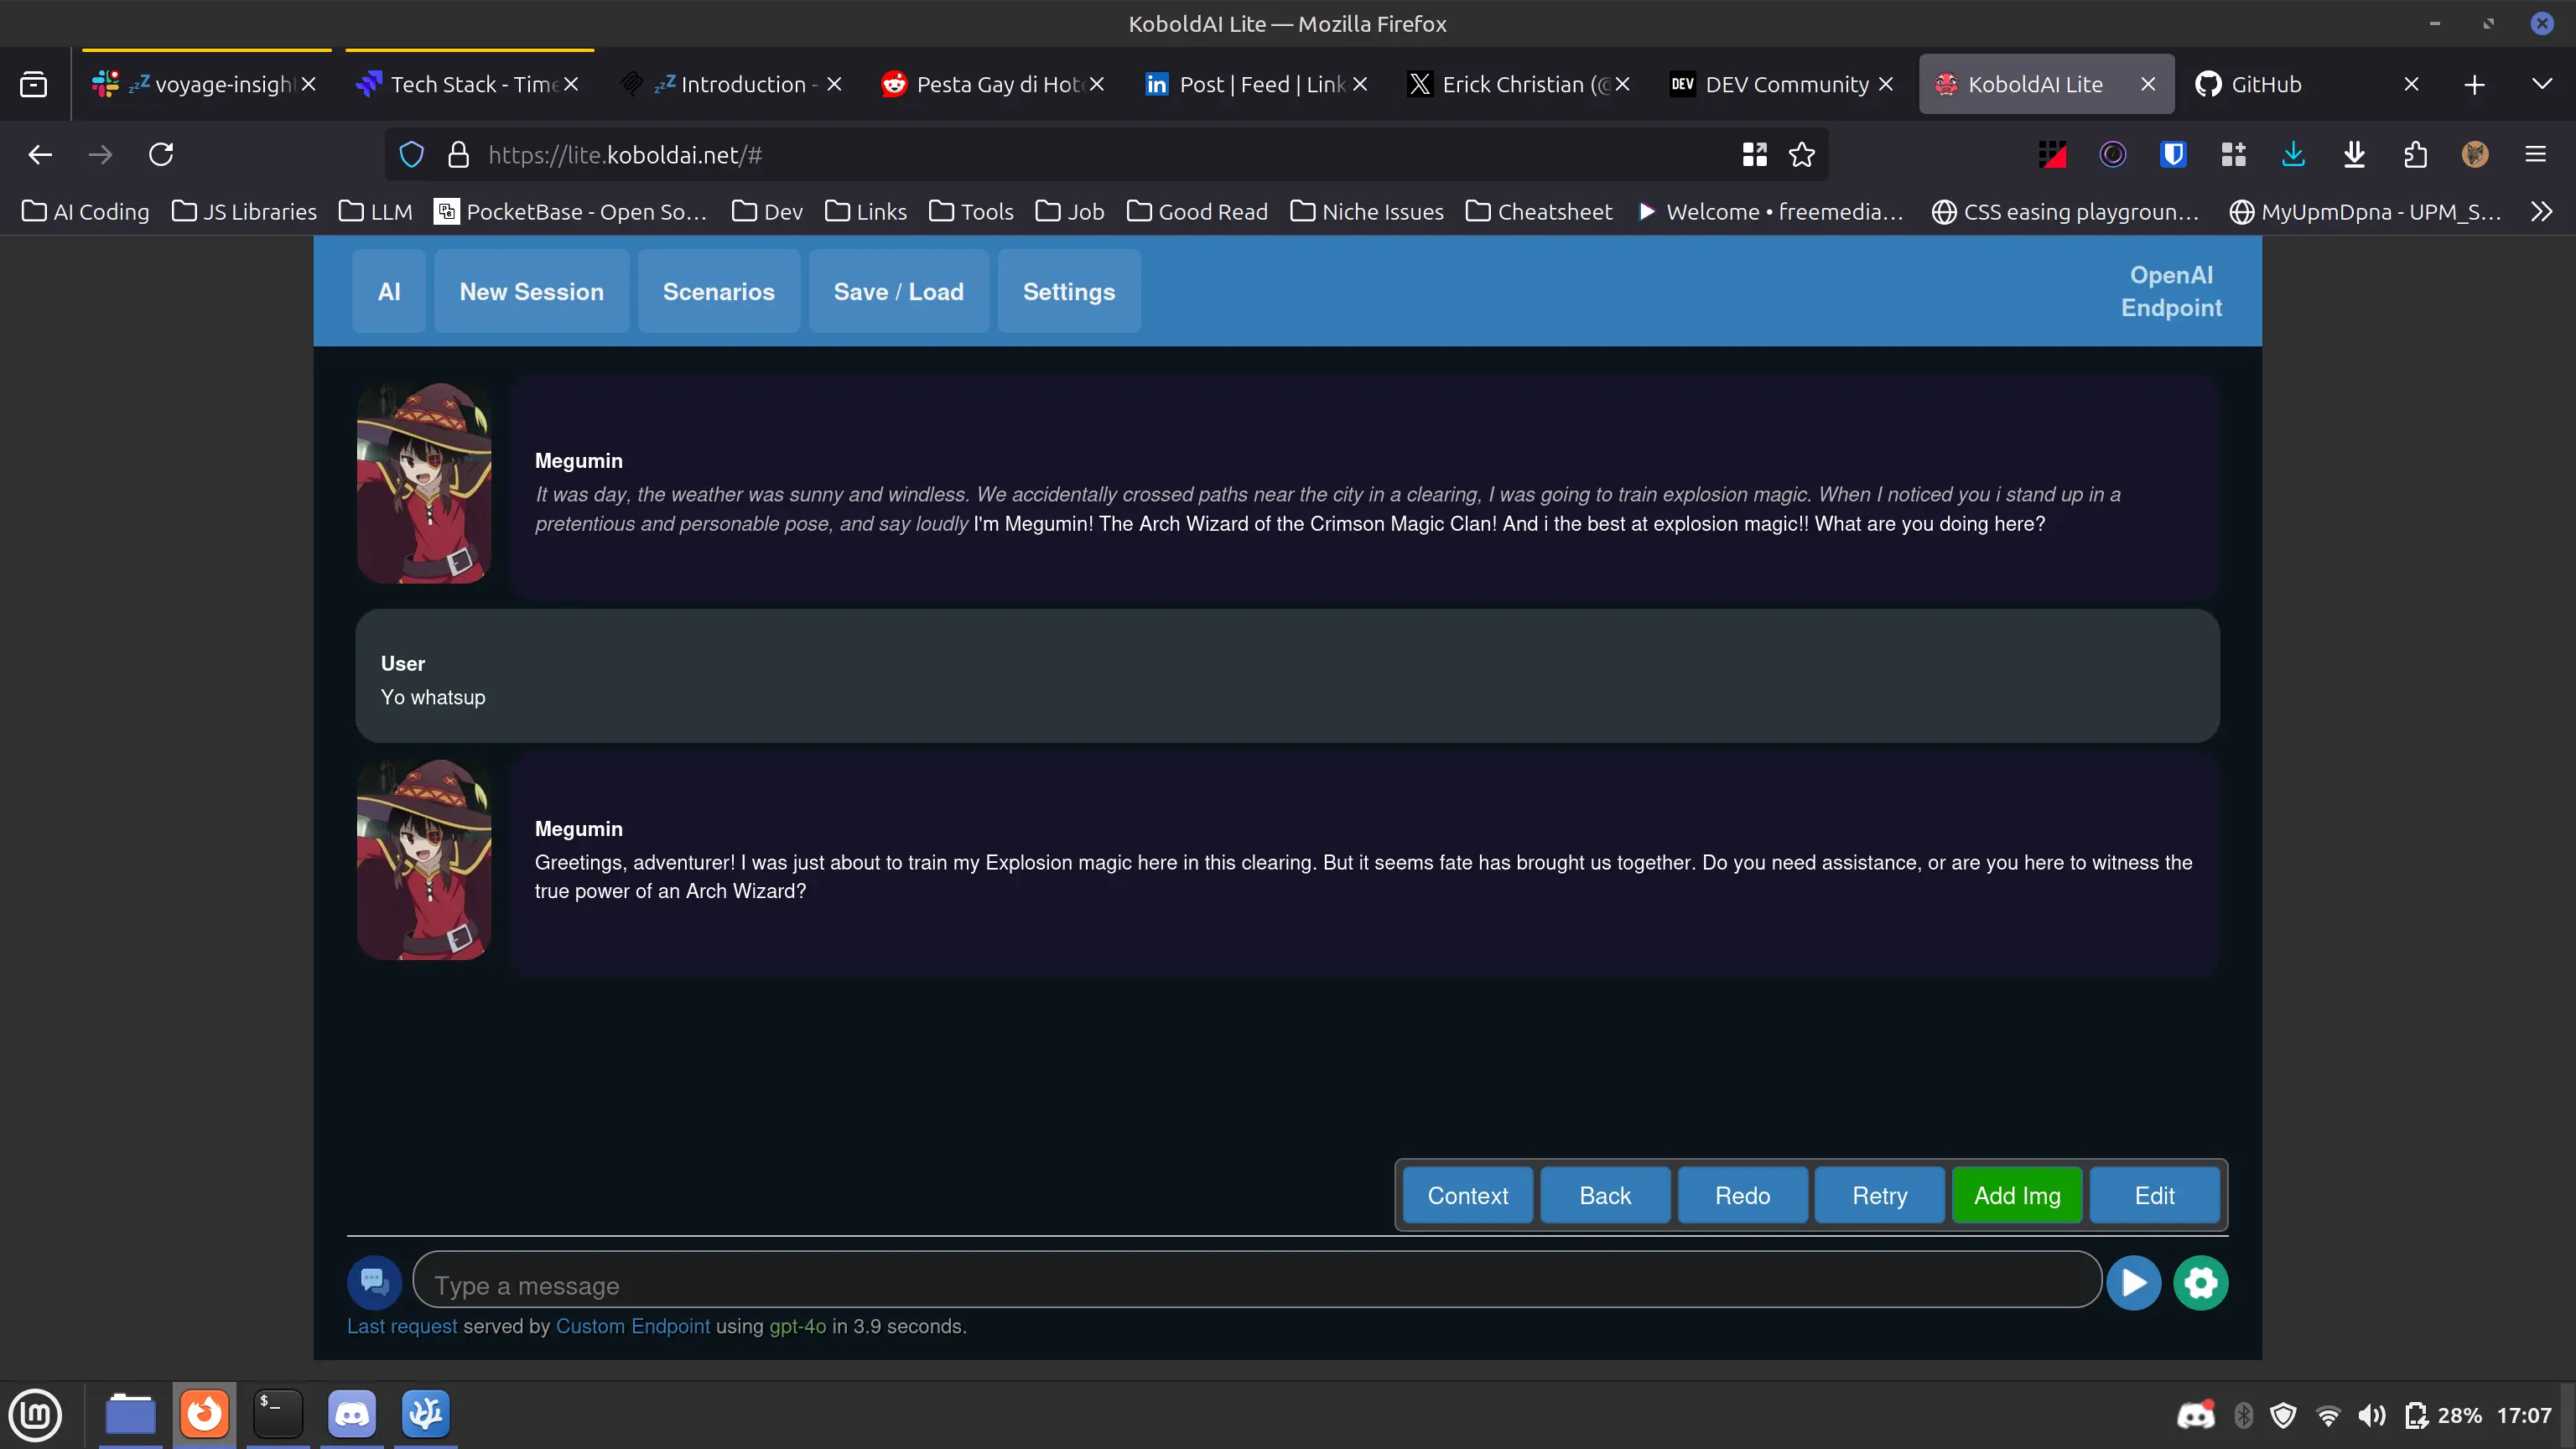 KoboldAI Lite — Mozilla Firefox
voyage-insigh
Tech Stack - Time
Introduction -
Pesta Gay di Hote
Post | Feed | Link
Erick Christian (@
DEV
DEV Community
KoboldAI Lite
GitHub
https://lite.koboldai.net/#
AI Coding
JS Libraries
LLM
PocketBase - Open So...
Dev
Links
Tools
Job
Good Read
Niche Issues
Cheatsheet
Welcome • freemedia...
CSS easing playgroun...
MyUpmDpna - UPM_S...
AI
New Session
Scenarios
Save / Load
Settings
OpenAI
Endpoint
Megumin
It was day, the weather was sunny and windless. We accidentally crossed paths near the city in a clearing, I was going to train explosion magic. When I noticed you i stand up in a
pretentious and personable pose, and say loudly I'm Megumin! The Arch Wizard of the Crimson Magic Clan! And i the best at explosion magic!! What are you doing here?
User
Yo whatsup
Megumin
Greetings, adventurer! I was just about to train my Explosion magic here in this clearing. But it seems fate has brought us together. Do you need assistance, or are you here to witness the
true power of an Arch Wizard?
Context
Back
Redo
Retry
Add Img
Edit
Type a message
Last request served by Custom Endpoint using gpt-4o in 3.9 seconds.
28%
17:07